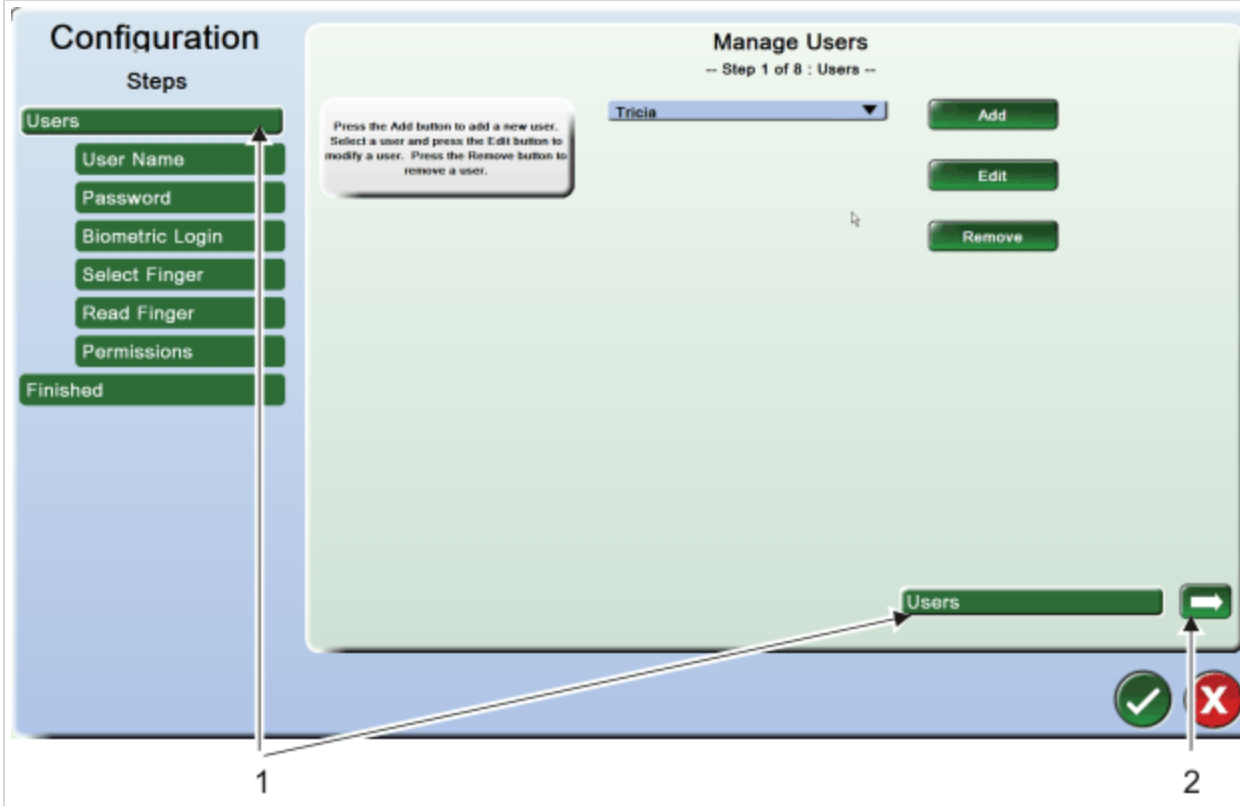 Configuration
Steps
Users
User Name
Password
Biometric Login
Select Finger
Read Finger
Permissions
Finished
Manage Users
-- Step 1 of 8 : Users --
Press the Add button to add a new user.
Select a user and press the Edit button to
modify a user. Press the Remove button to
remove a user.
Tricia
Add
Edit
Remove
Users
1
2